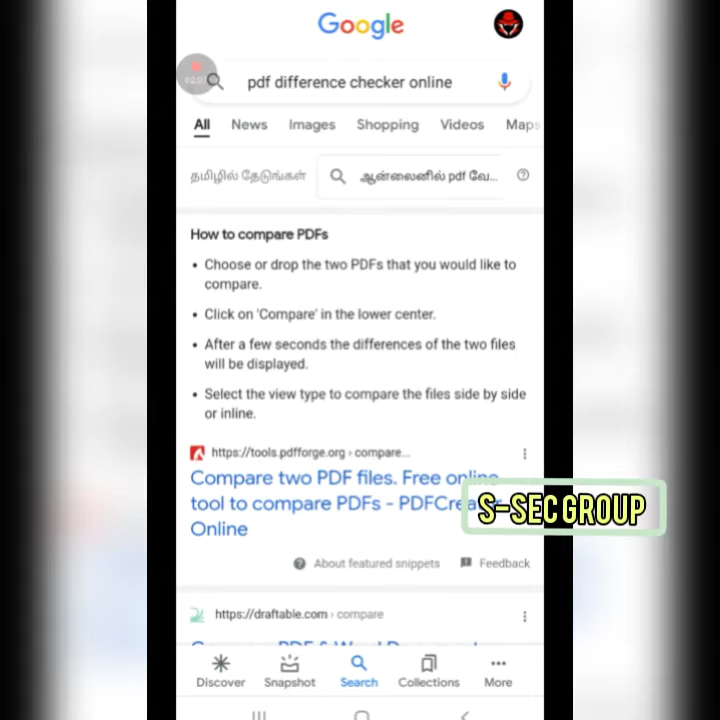 Google
pdf difference checker online
All News Images Shopping Videos Maps
தமிழில் தேடுங்கள் ஆன்லைனில் pdf வே...
How to compare PDFs
• Choose or drop the two PDFs that you would like to
compare.
• Click on 'Compare' in the lower center.
• After a few seconds the differences of the two files
will be displayed.
• Select the view type to compare the files side by side
or inline.
https://tools.pdfforge.org › compare...
Compare two PDF files. Free online
tool to compare PDFs - PDFCrea
Online
S-SEC GROUP
About featured snippets Feedback
https://draftable.com › compare
Discover Snapshot Search Collections More